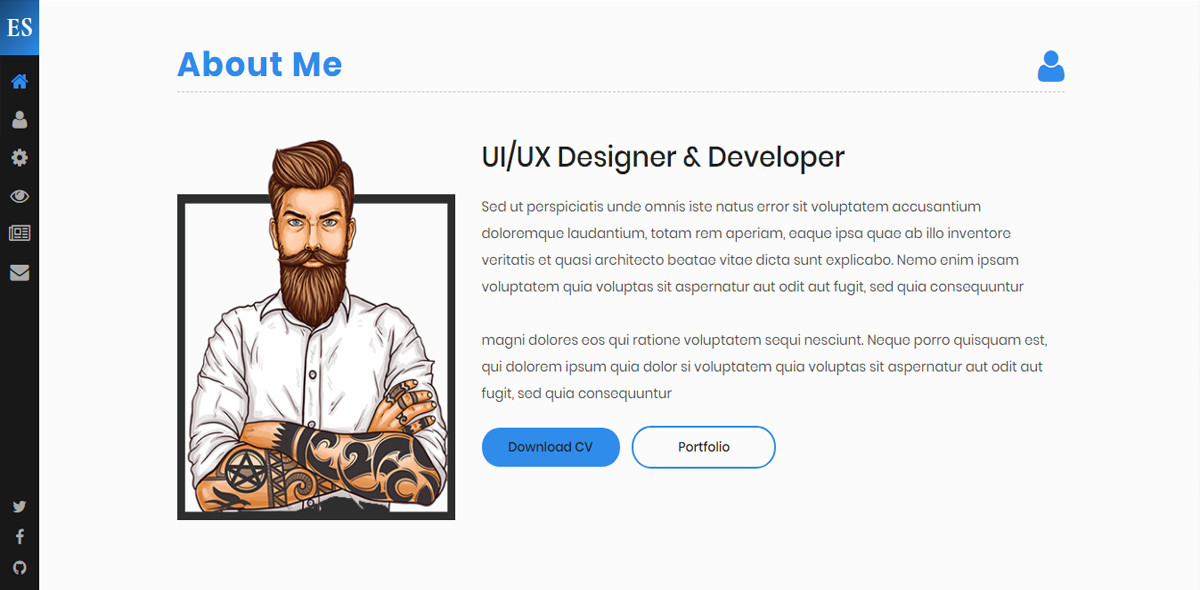 ES
About Me
UI/UX Designer & Developer
Sed ut perspiciatis unde omnis iste natus error sit voluptatem accusantium
doloremque laudantium, totam rem aperiam, eaque ipsa quae ab illo inventore
veritatis et quasi architecto beatae vitae dicta sunt explicabo. Nemo enim ipsam
voluptatem quia voluptas sit aspernatur aut odit aut fugit, sed quia consequuntur
magni dolores eos qui ratione voluptatem sequi nesciunt. Neque porro quisquam est,
qui dolorem ipsum quia dolor si voluptatem quia voluptas sit aspernatur aut odit aut
fugit, sed quia consequuntur
Download CV
Portfolio